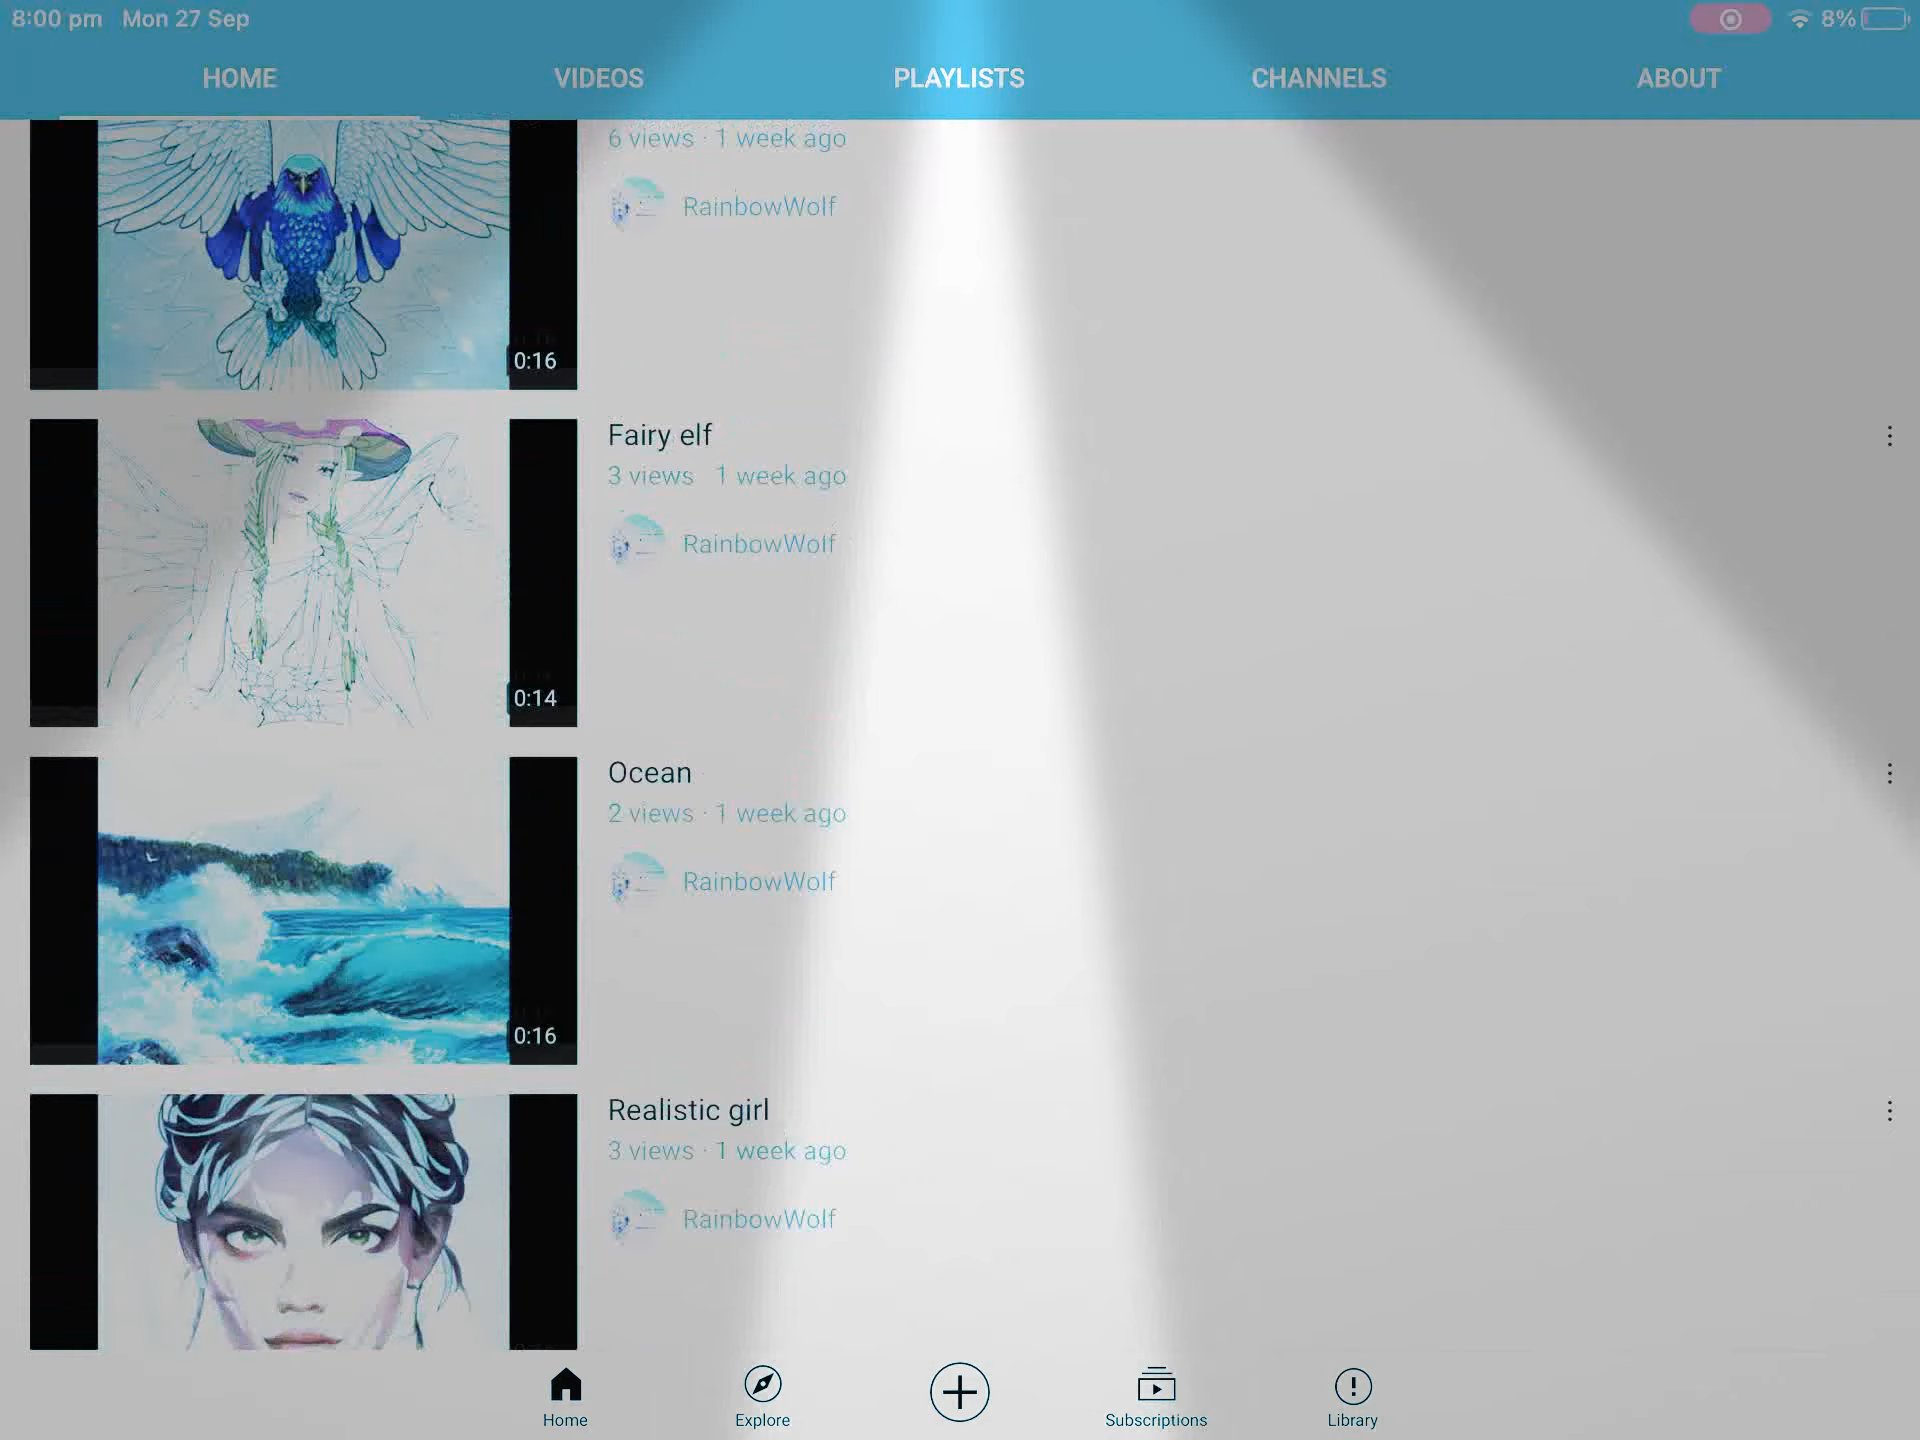 8:00 pm Mon 27 Sep 8%
HOME VIDEOS PLAYLISTS CHANNELS ABOUT
6 views · 1 week ago
RainbowWolf
0:16
Fairy elf
3 views 1 week ago
RainbowWolf
0:14
Ocean
2 views · 1 week ago
RainbowWolf
0:16
Realistic girl
3 views · 1 week ago
RainbowWolf
Home Explore Subscriptions Library